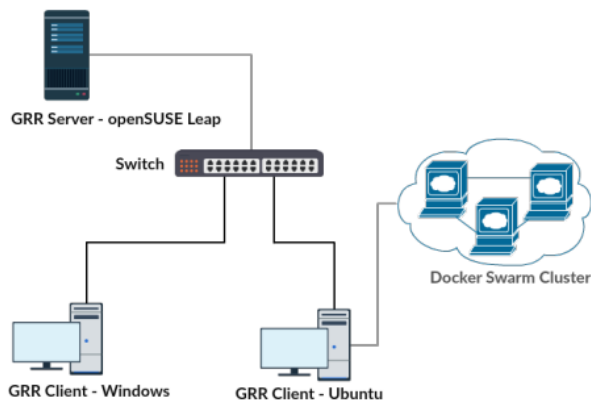 GRR Server - openSUSE Leap
Switch
Docker Swarm Cluster
GRR Client - Windows
GRR Client - Ubuntu